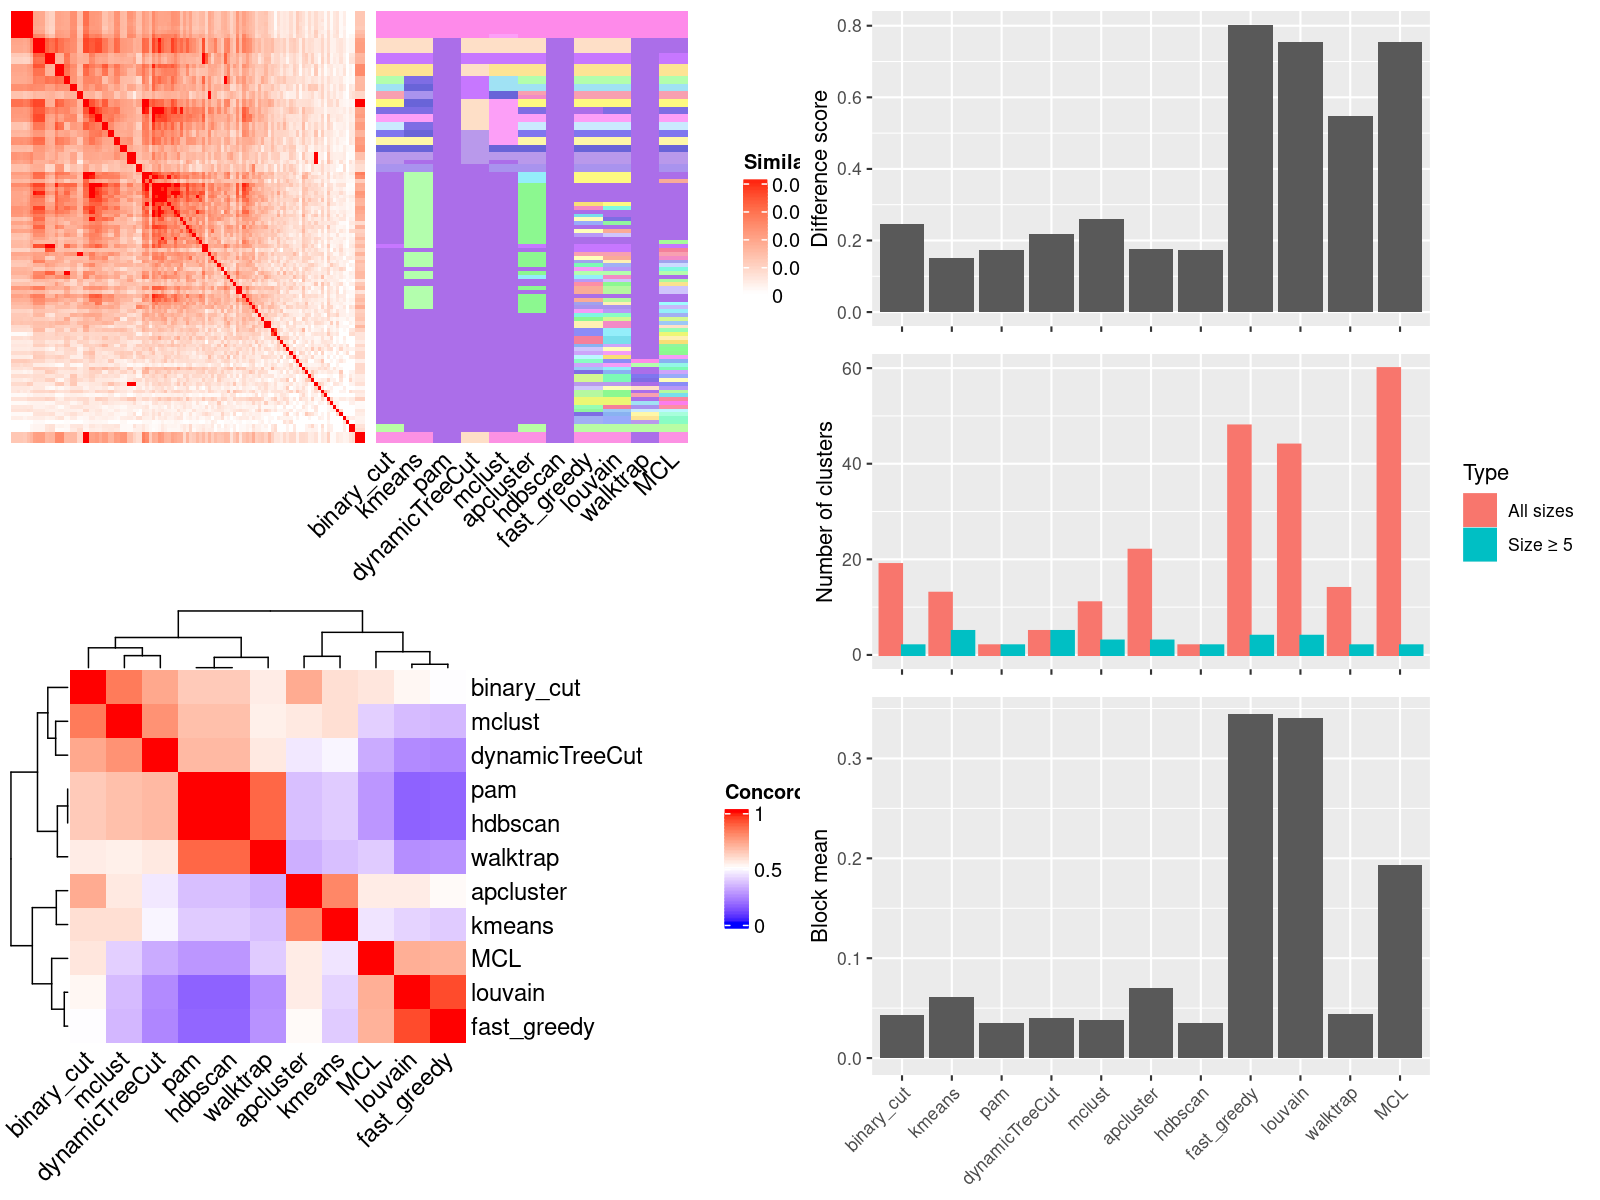 Simila
0.0
0.0
0.0
0.0
0
binary_cut
kmeans
pam
dynamicTreeCut
mclust
apcluster
hdbscan
fast_greedy
louvain
walktrap
MCL
binary_cut
mclust
dynamicTreeCut
pam
hdbscan
walktrap
apcluster
kmeans
MCL
louvain
fast_greedy
binary_cut
mclust
dynamicTreeCut
pam
hdbscan
walktrap
apcluster
kmeans
MCL
louvain
fast_greedy
Concord
1
0.5
0
Difference score
0.8
0.6
0.4
0.2
0.0
Number of clusters
60
40
20
0
Type
All sizes
Size ≥ 5
Block mean
0.3
0.2
0.1
0.0
binary_cut
kmeans
pam
dynamicTreeCut
mclust
apcluster
hdbscan
fast_greedy
louvain
walktrap
MCL